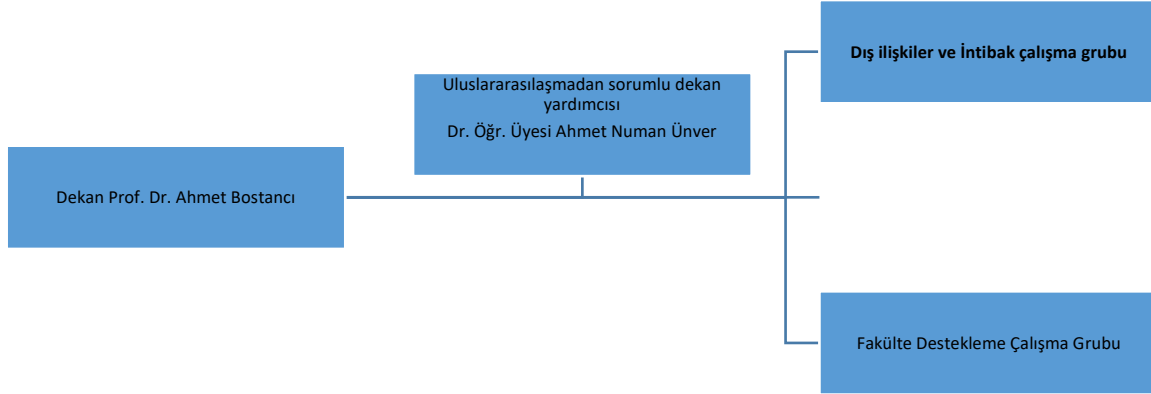 Dış ilişkiler ve İntibak çalışma grubu
Uluslararasılaşmadan sorumlu dekan
yardımcısı
Dr. Öğr. Üyesi Ahmet Numan Ünver
Dekan Prof. Dr. Ahmet Bostancı
Fakülte Destekleme Çalışma Grubu